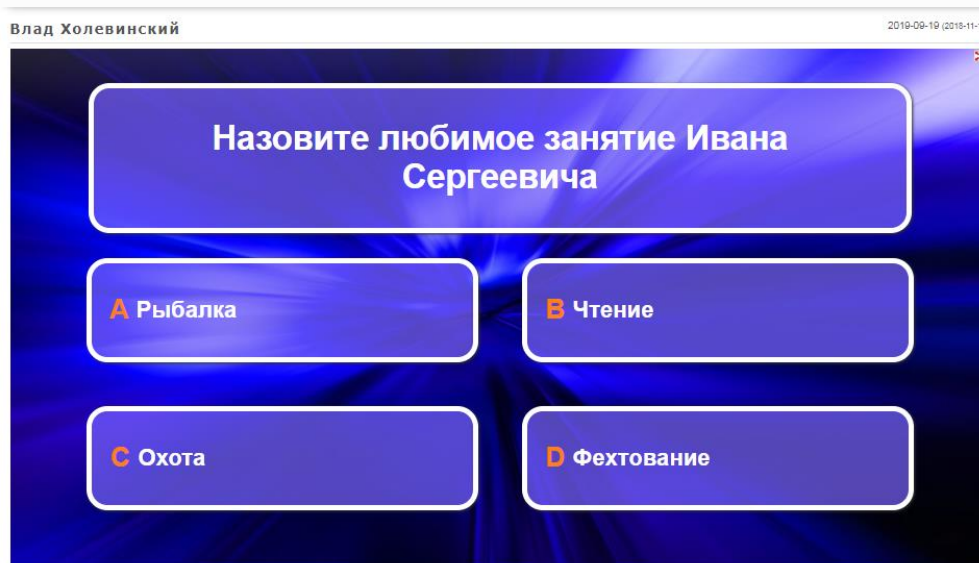 Влад Холевинский
2019-09-19
Назовите любимое занятие Ивана
Сергеевича
A Рыбалка
B Чтение
C Охота
D Фехтование